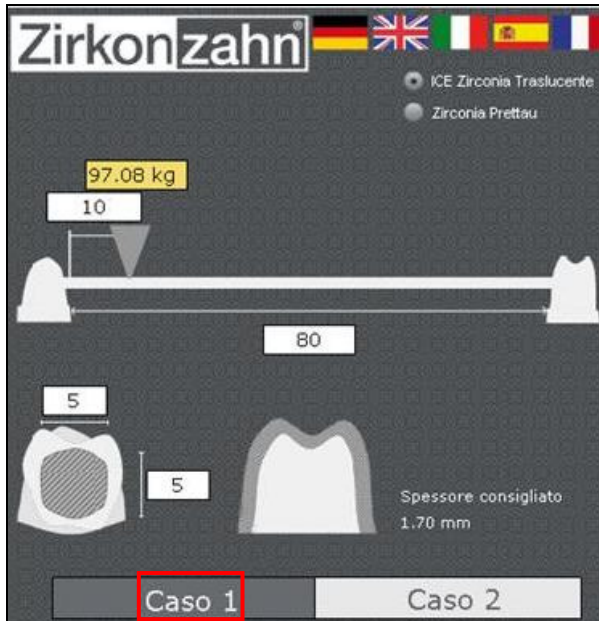 Zirkonzahn®
ICE Zirconia Traslucente
Zirconia Prettau
97.08 kg
10
80
5
5
Spessore consigliato
1.70 mm
Caso 1
Caso 2